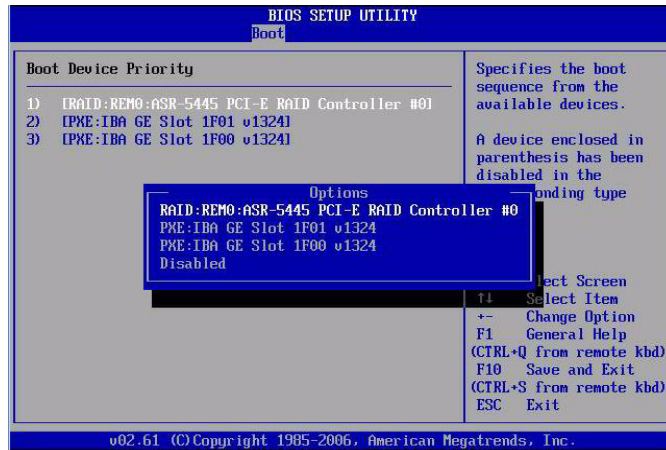 BIOS SETUP UTILITY
Boot
Boot Device Priority
1) [RAID:REM0:ASR-5445 PCI-E RAID Controller #0]
2) [PXE:IBA GE Slot 1F01 v1324]
3) [PXE:IBA GE Slot 1F00 v1324]
Options
RAID:REM0:ASR-5445 PCI-E RAID Controller #0
PXE:IBA GE Slot 1F01 v1324
PXE:IBA GE Slot 1F00 v1324
Disabled
Specifies the boot
sequence from the
available devices.
A device enclosed in
parenthesis has been
disabled in the
onding type
lect Screen
↑↓ Select Item
+- Change Option
F1 General Help
(CTRL+Q from remote kbd)
F10 Save and Exit
(CTRL+S from remote kbd)
ESC Exit
v02.61 (C)Copyright 1985-2006, American Megatrends, Inc.